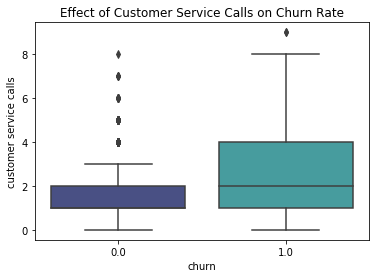 Effect of Customer Service Calls on Churn Rate
customer service calls
8
6
4
2
0
0.0
1.0
churn